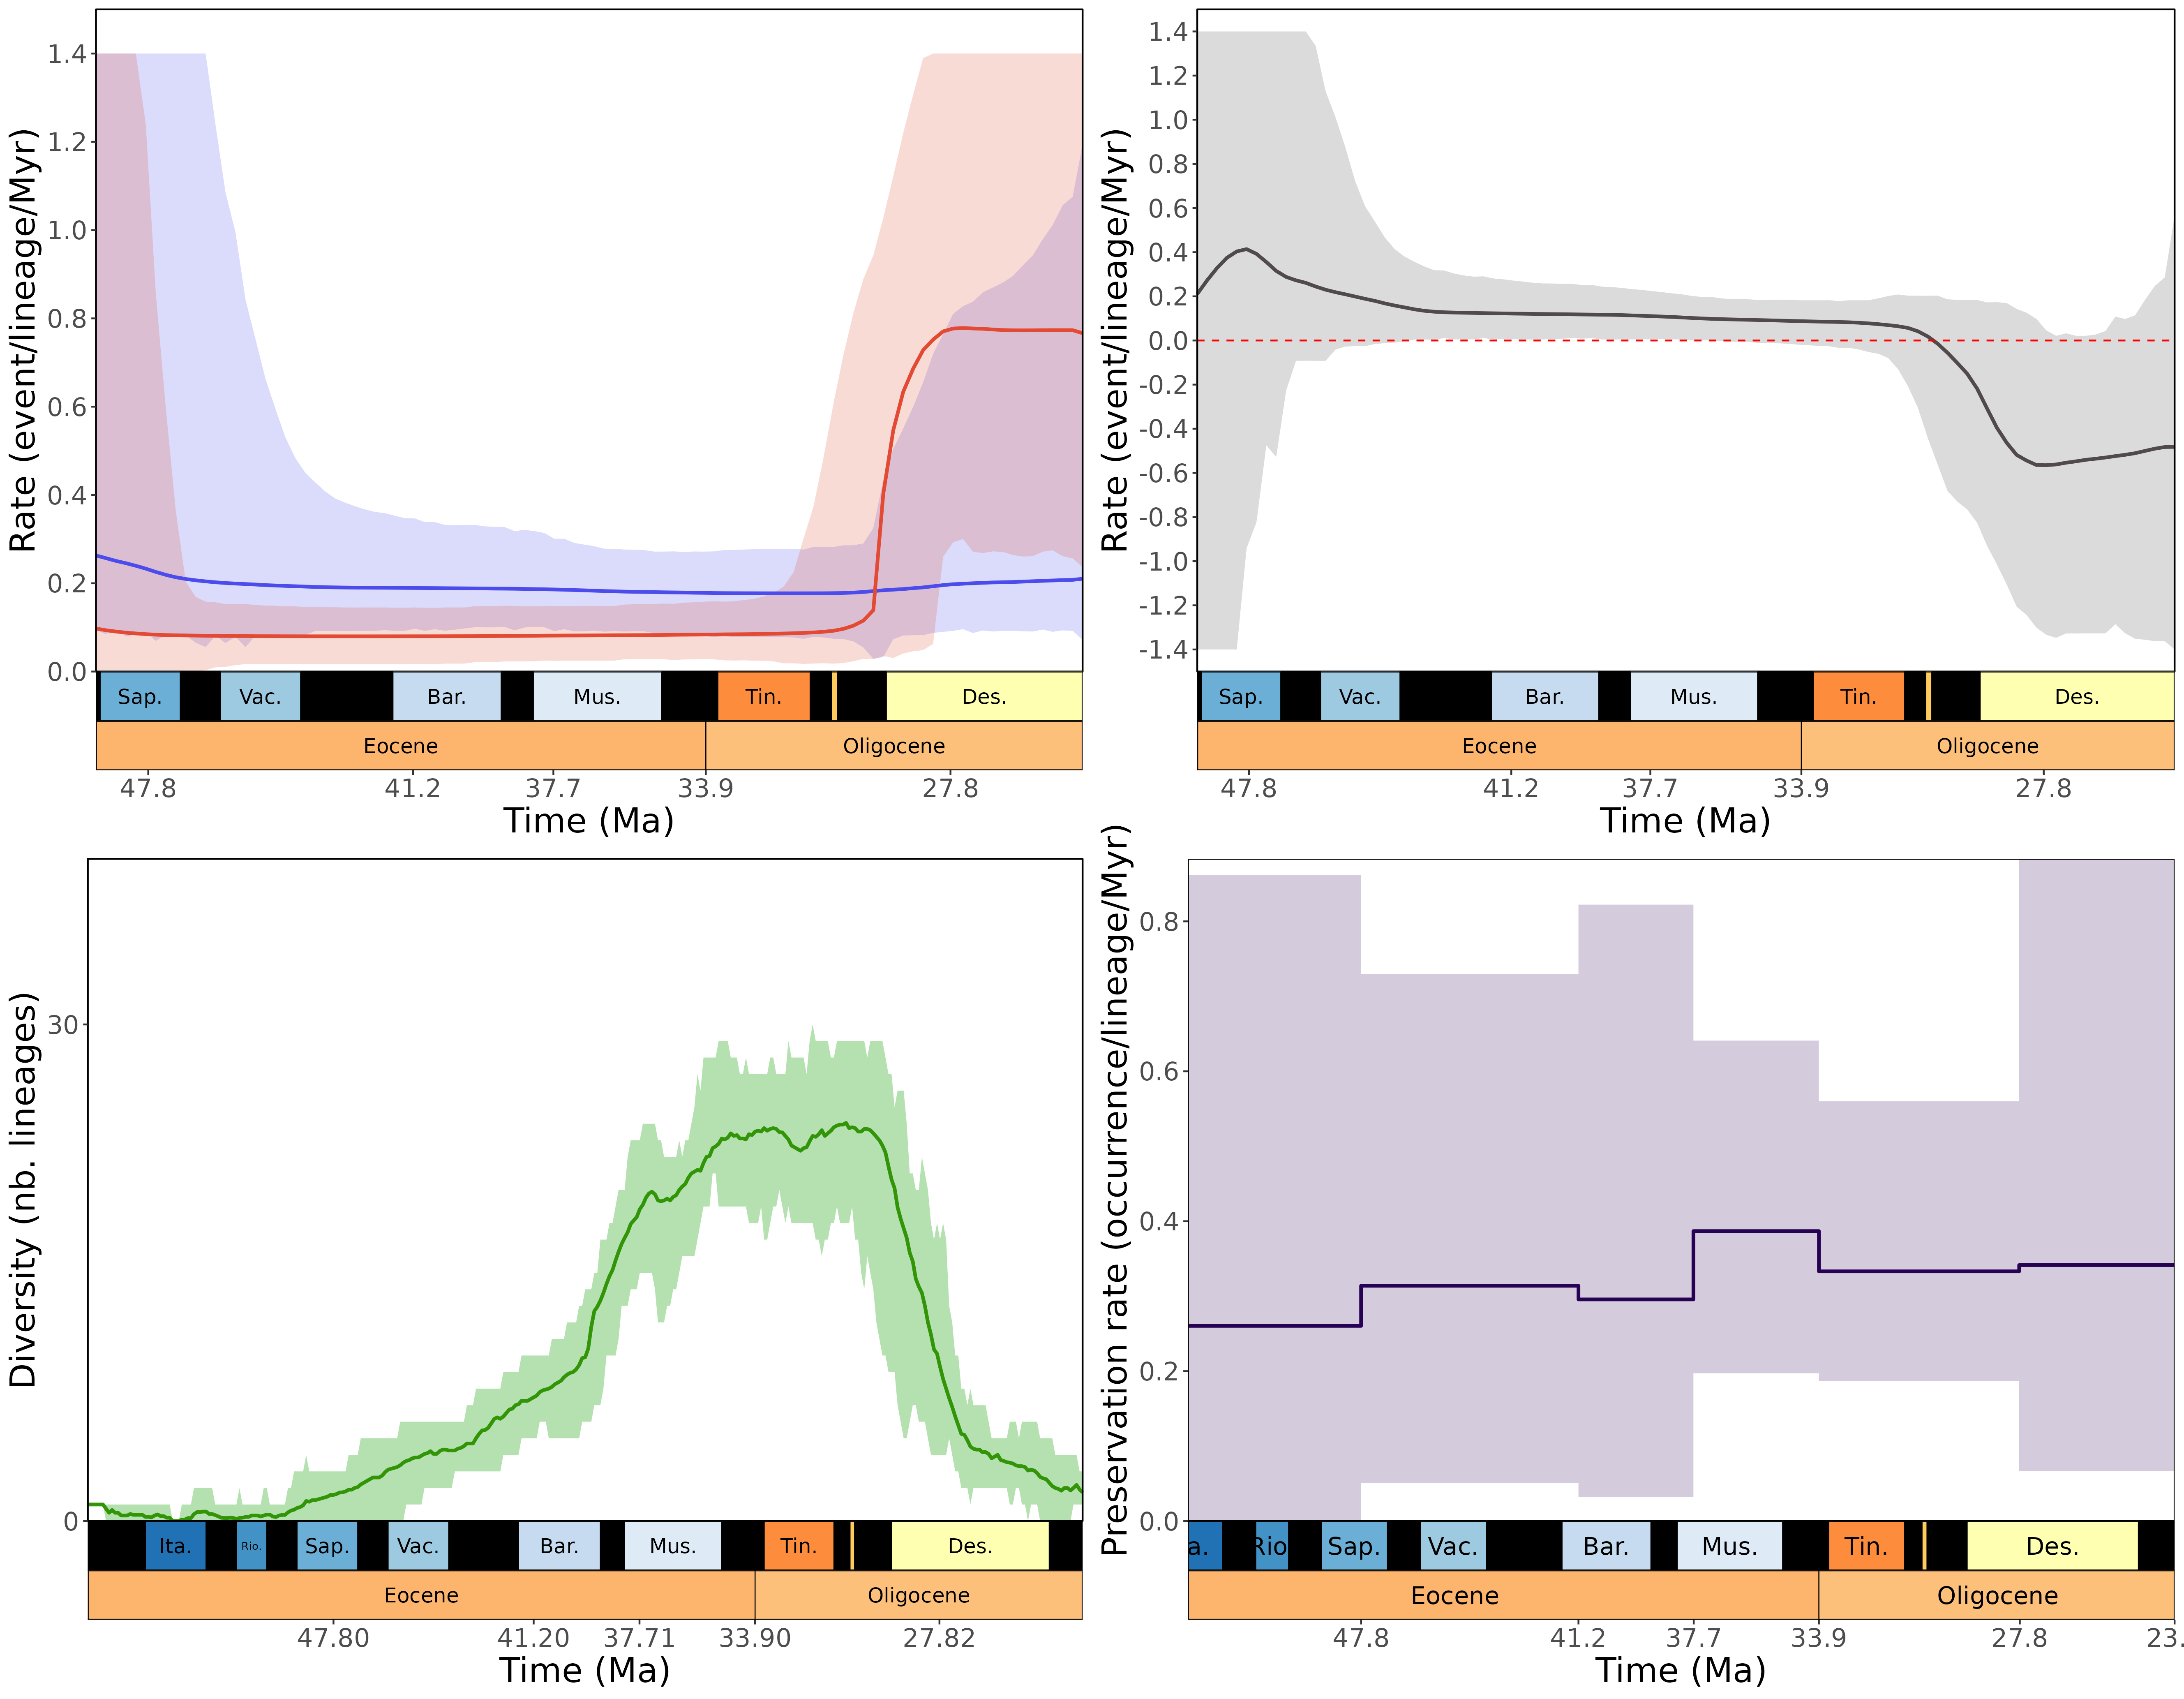 Rate (event/lineage/Myr)
1.4
1.2
1.0
0.8
0.6
0.4
0.2
0.0
Sap. Vac. Bar. Mus. Tin. Des.
Eocene Oligocene
47.8 41.2 37.7 33.9 27.8
Time (Ma)
Rate (event/lineage/Myr)
1.4
1.2
1.0
0.8
0.6
0.4
0.2
0.0
-0.2
-0.4
-0.6
-0.8
-1.0
-1.2
-1.4
Sap. Vac. Bar. Mus. Tin. Des.
Eocene Oligocene
47.8 41.2 37.7 33.9 27.8
Time (Ma)
Diversity (nb. lineages)
30
0
Ita. Rio. Sap. Vac. Bar. Mus. Tin. Des.
Eocene Oligocene
47.80 41.20 37.71 33.90 27.82
Time (Ma)
Preservation rate (occurrence/lineage/Myr)
0.8
0.6
0.4
0.2
0.0
a. Rio Sap. Vac. Bar. Mus. Tin. Des.
Eocene Oligocene
47.8 41.2 37.7 33.9 27.8 23.
Time (Ma)